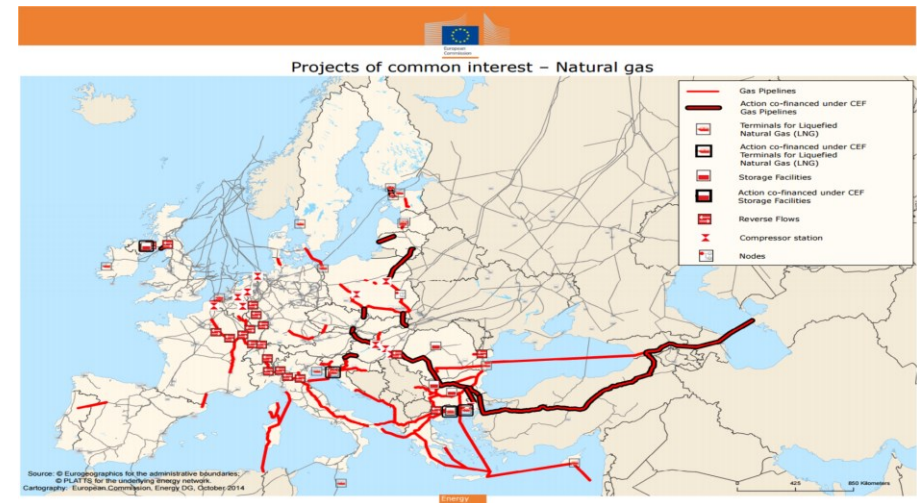 European
Commission
Projects of common interest – Natural gas
Gas Pipelines
Action co-financed under CEF
Gas Pipelines
Terminals for Liquefied
Natural Gas (LNG)
Action co-financed under CEF
Terminals for Liquefied
Natural Gas (LNG)
Storage Facilities
Action co-financed under CEF
Storage Facilities
Reverse Flows
Compressor station
Nodes
Source: © Eurogeographics for the administrative boundaries;
© PLATTS for the underlying energy network.
Cartography: European Commission, Energy DG, October 2014
0 425 850 Kilometers
Energy